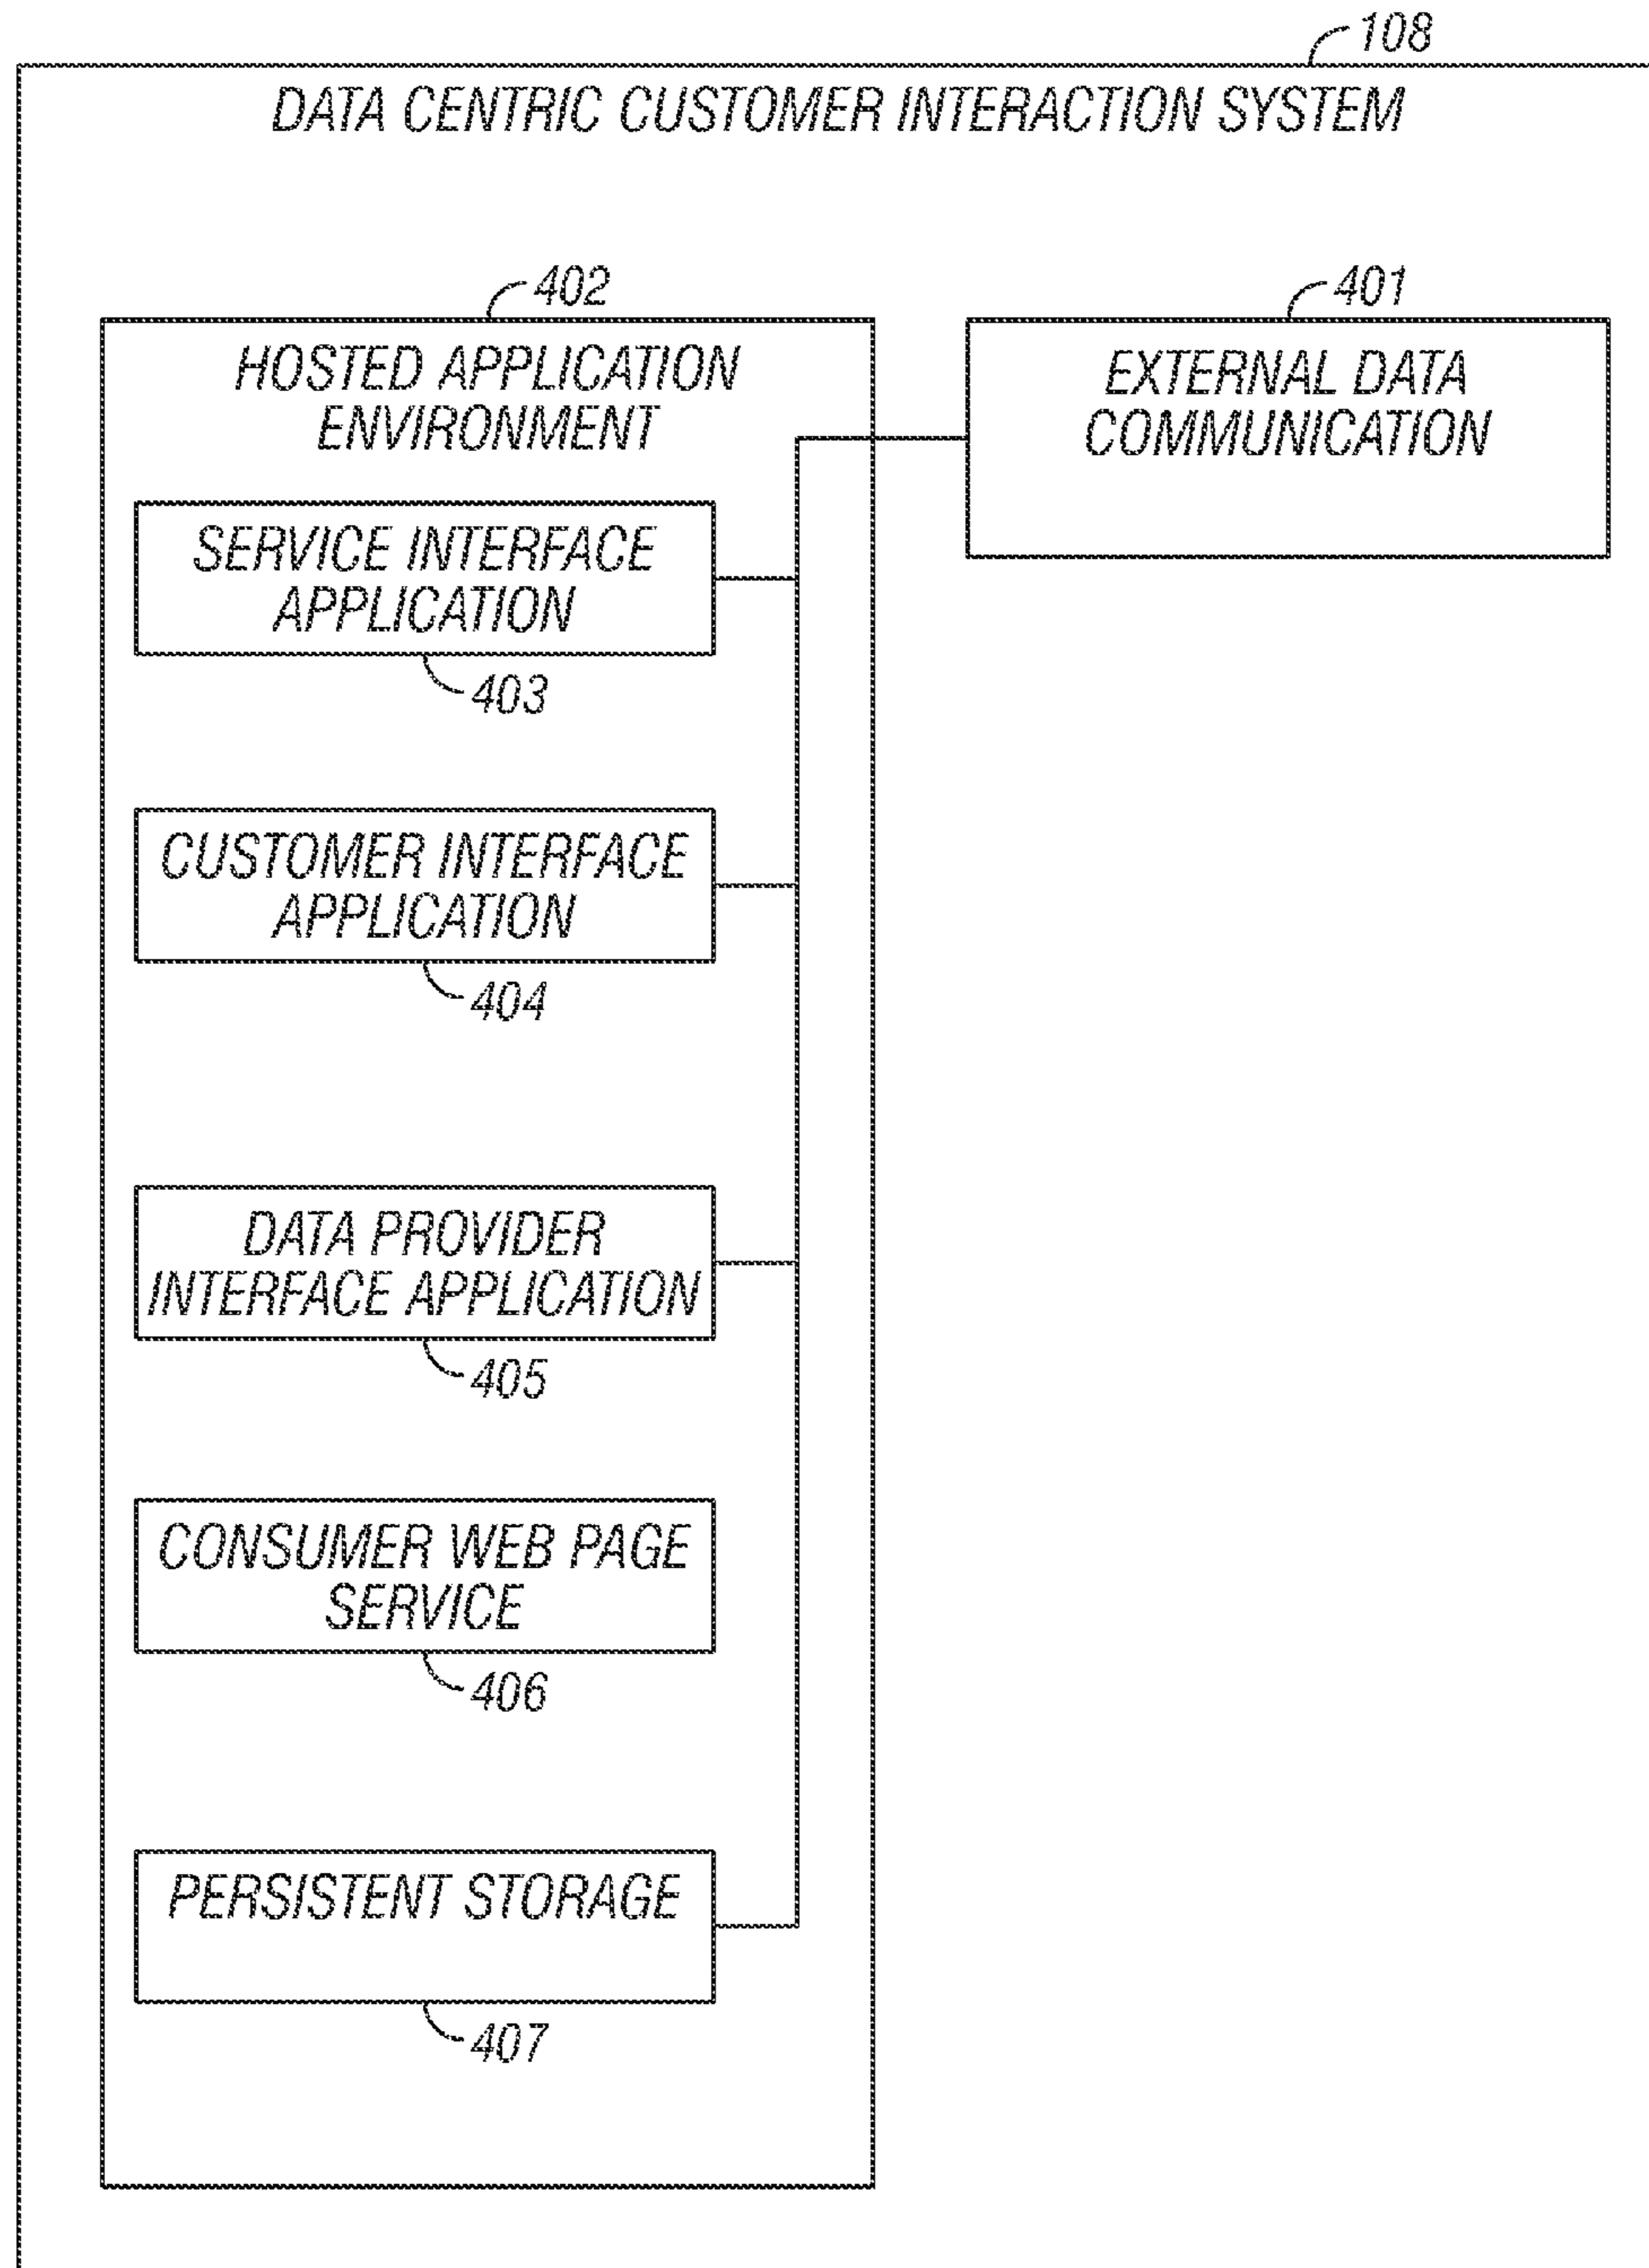 108
DATA CENTRIC CUSTOMER INTERACTION SYSTEM
402
401
HOSTED APPLICATION
ENVIRONMENT
EXTERNAL DATA
COMMUNICATION
SERVICE INTERFACE
APPLICATION
403
CUSTOMER INTERFACE
APPLICATION
404
DATA PROVIDER
INTERFACE APPLICATION
405
CONSUMER WEB PAGE
SERVICE
406
PERSISTENT STORAGE
407